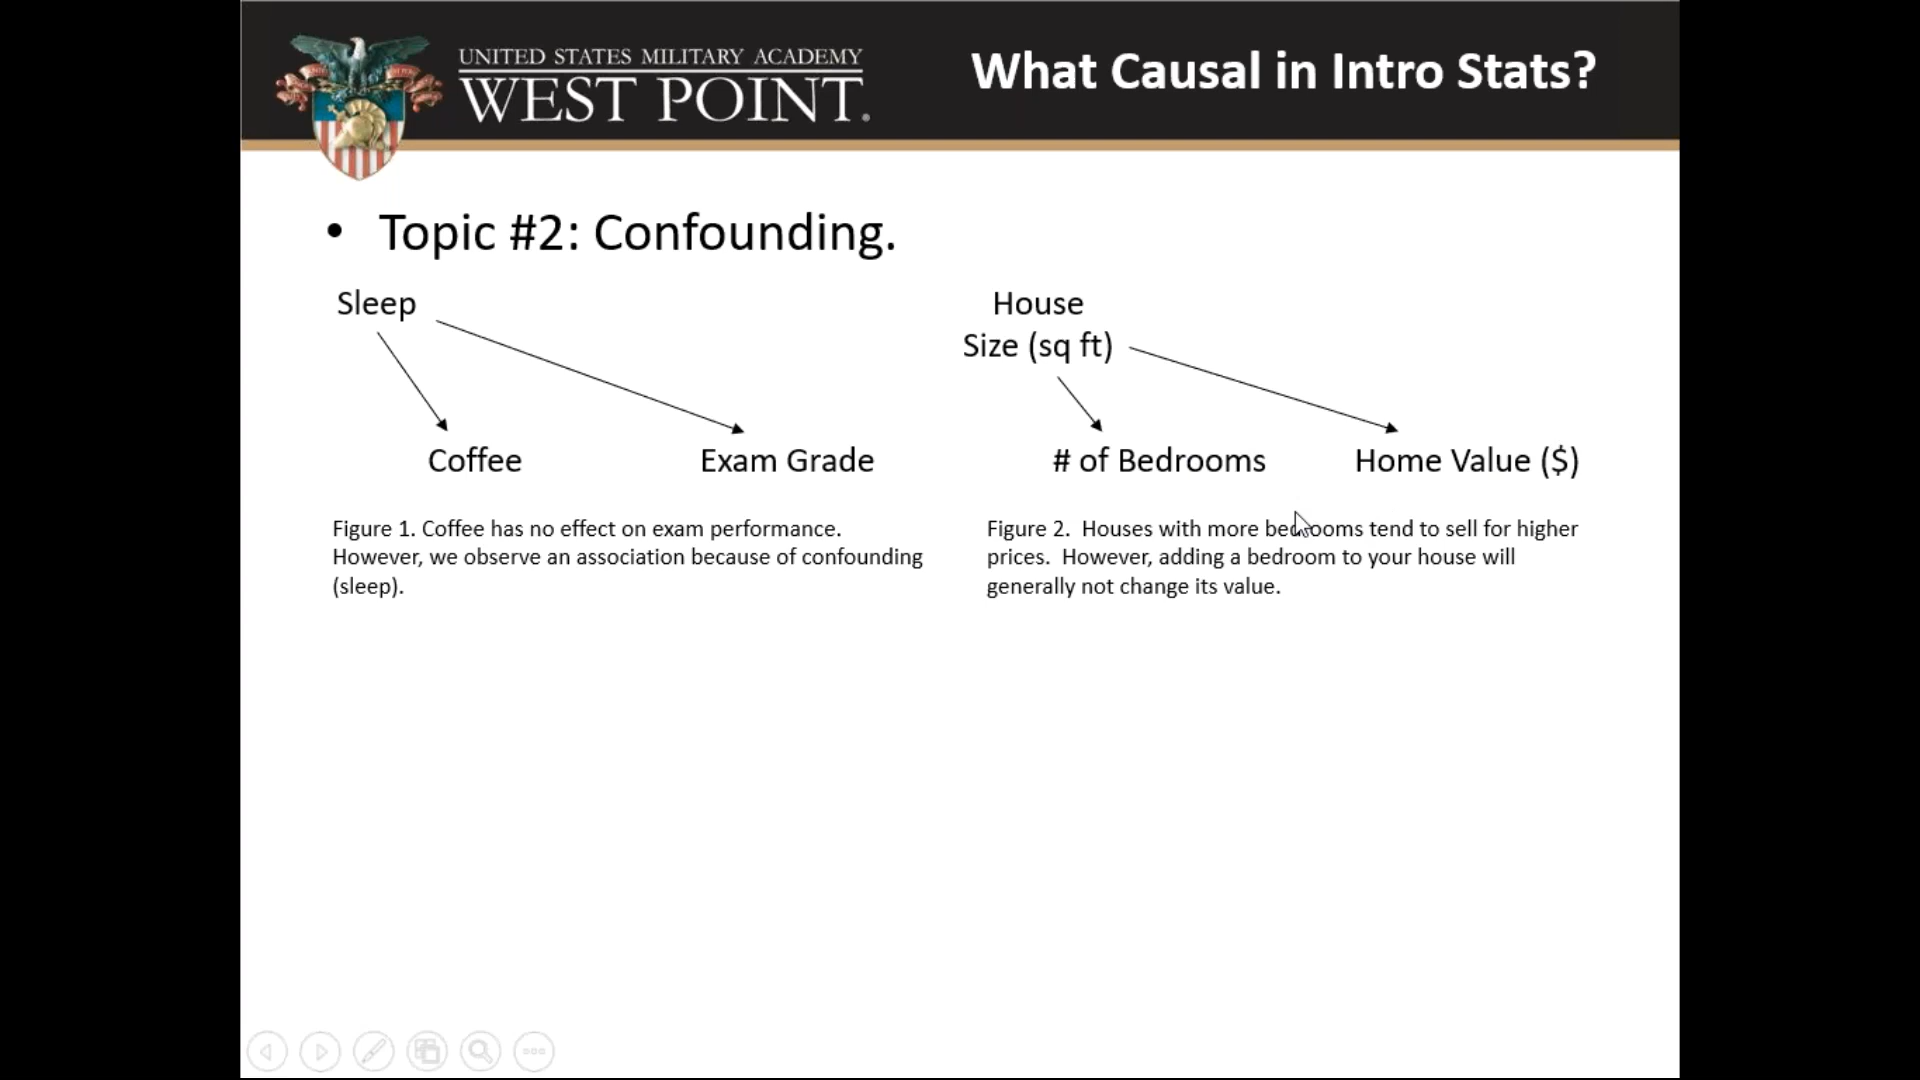 UNITED STATES MILITARY ACADEMY
WEST POINT.
What Causal in Intro Stats?
• Topic #2: Confounding.
Sleep
Coffee
Exam Grade
Figure 1. Coffee has no effect on exam performance.
However, we observe an association because of confounding
(sleep).
House
Size (sq ft)
# of Bedrooms
Home Value ($)
Figure 2. Houses with more bedrooms tend to sell for higher
prices. However, adding a bedroom to your house will
generally not change its value.